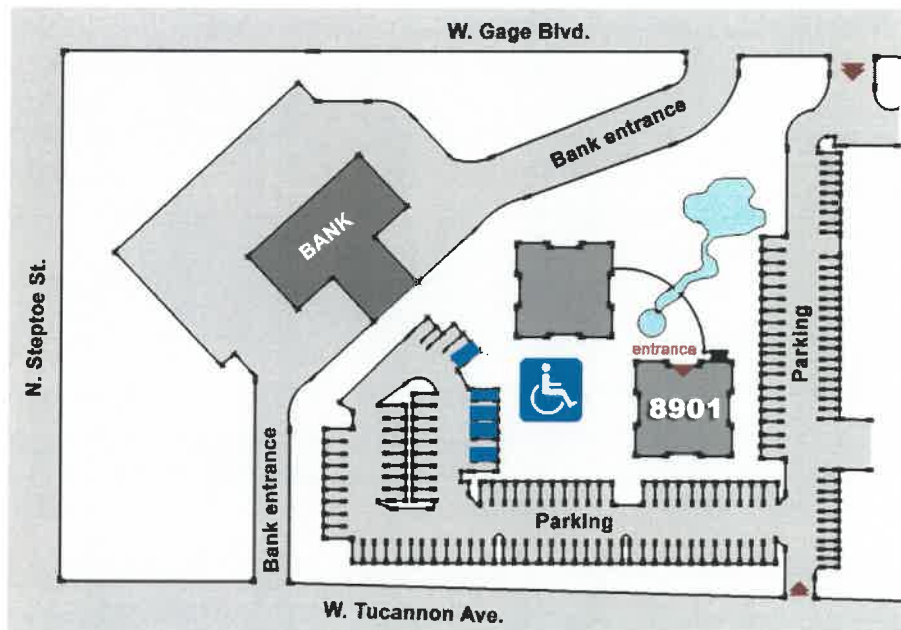 W. Gage Blvd.
Bank entrance
BANK
N. Steptoe St.
entrance
Parking
8901
Bank entrance
Parking
W. Tucannon Ave.